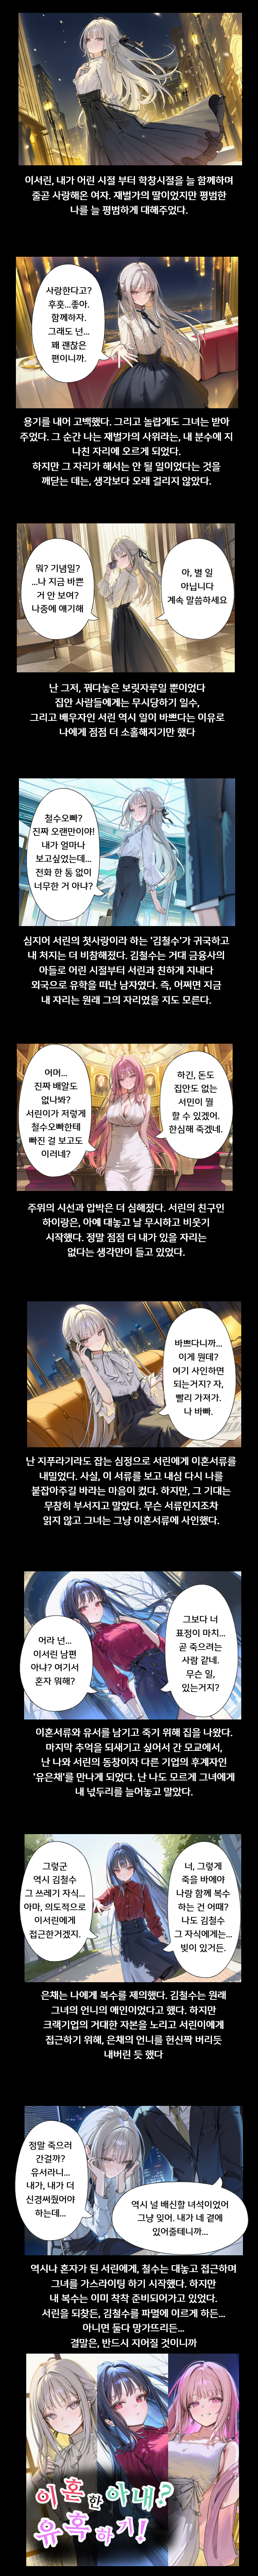 이서린, 내가 어린 시절 부터 학창시절을 늘 함께하며
줄곧 사랑해온 여자. 재벌가의 딸이었지만 평범한
나를 늘 평범하게 대해주었다.
사랑한다고?
후훗...좋아.
함께하자.
그래도 넌...
꽤 괜찮은
편이니까.
용기를 내어 고백했다. 그리고 놀랍게도 그녀는 받아
주었다. 그 순간 나는 재벌가의 사위라는, 내 분수에 지
나친 자리에 오르게 되었다.
하지만 그 자리가 해서는 안 될 일이었다는 것을
깨닫는 데는, 생각보다 오래 걸리지 않았다.
뭐? 기념일?
...나 지금 바쁜
거 안 보여?
나중에 얘기해
아, 별 일
아닙니다
계속 말씀하세요
난 그저, 꿔다놓은 보릿자루일 뿐이었다
집안 사람들에게는 무시당하기 일수,
그리고 배우자인 서린 역시 일이 바쁘다는 이유로
나에게 점점 더 소홀해지기만 했다
철수오빠?
진짜 오랜만이야!
내가 얼마나
보고싶었는데...
전화 한 통 없이
너무한 거 아냐?
심지어 서린의 첫사랑이라 하는 '김철수'가 귀국하고
내 처지는 더 비참해졌다. 김철수는 거대 금융사의
아들로 어린 시절부터 서린과 친하게 지내다
외국으로 유학을 떠난 남자였다. 즉, 어쩌면 지금
내 자리는 원래 그의 자리였을 지도 모른다.
어머...
진짜 배알도
없나봐?
서린이가 저렇게
철수오빠한테
빠진 걸 보고도
이러네?
하긴, 돈도
집안도 없는
서민이 뭘
할 수 있겠어.
한심해 죽겠네.
주위의 시선과 압박은 더 심해졌다. 서린의 친구인
하이랑은, 아예 대놓고 날 무시하고 비웃기
시작했다. 정말 점점 더 내가 있을 자리는
없다는 생각만이 들고 있었다.
바쁘다니까...
이게 뭔데?
여기 사인하면
되는거지? 자,
빨리 가져가.
나 바빠.
난 지푸라기라도 잡는 심정으로 서린에게 이혼서류를
내밀었다. 사실, 이 서류를 보고 내심 다시 나를
붙잡아주길 바라는 마음이 컸다. 하지만, 그 기대는
무참히 부서지고 말았다. 무슨 서류인지조차
읽지 않고 그녀는 그냥 이혼서류에 사인했다.
어라 넌...
이서린 남편
아냐? 여기서
혼자 뭐해?
그보다 너
표정이 마치...
곧 죽으려는
사람 같네.
무슨 일,
있는거지?
이혼서류와 유서를 남기고 죽기 위해 집을 나왔다.
마지막 추억을 되새기고 싶어서 간 모교에서,
난 나와 서린의 동창이자 다른 기업의 후계자인
'유은채'를 만나게 되었다. 난 나도 모르게 그녀에게
내 넋두리를 늘어놓고 말았다.
그렇군
역시 김철수
그 쓰레기 자식...
아마, 의도적으로
이서린에게
접근한거겠지.
너, 그렇게
죽을 바에야
나랑 함께 복수
하는 건 어때?
나도 김철수
그 자식에게는...
빚이 있거든.
은채는 나에게 복수를 제의했다. 김철수는 원래
그녀의 언니의 애인이었다고 했다. 하지만
크랙기업의 거대한 자본을 노리고 서린이에게
접근하기 위해, 은채의 언니를 헌신짝 버리듯
내버린 듯 했다
정말 죽으러
간걸까?
유서라니...
내가, 내가 더
신경써줬어야
하는데...
역시 널 배신할 녀석이었어
그냥 잊어. 내가 네 곁에
있어줄테니까...
역시나 혼자가 된 서린에게, 철수는 대놓고 접근하며
그녀를 가스라이팅 하기 시작했다. 하지만
내 복수는 이미 착착 준비되어가고 있었다.
서린을 되찾든, 김철수를 파멸에 이르게 하든...
아니면 둘다 망가뜨리든...
결말은, 반드시 지어질 것이니까
이혼한 아내?
유혹하기!